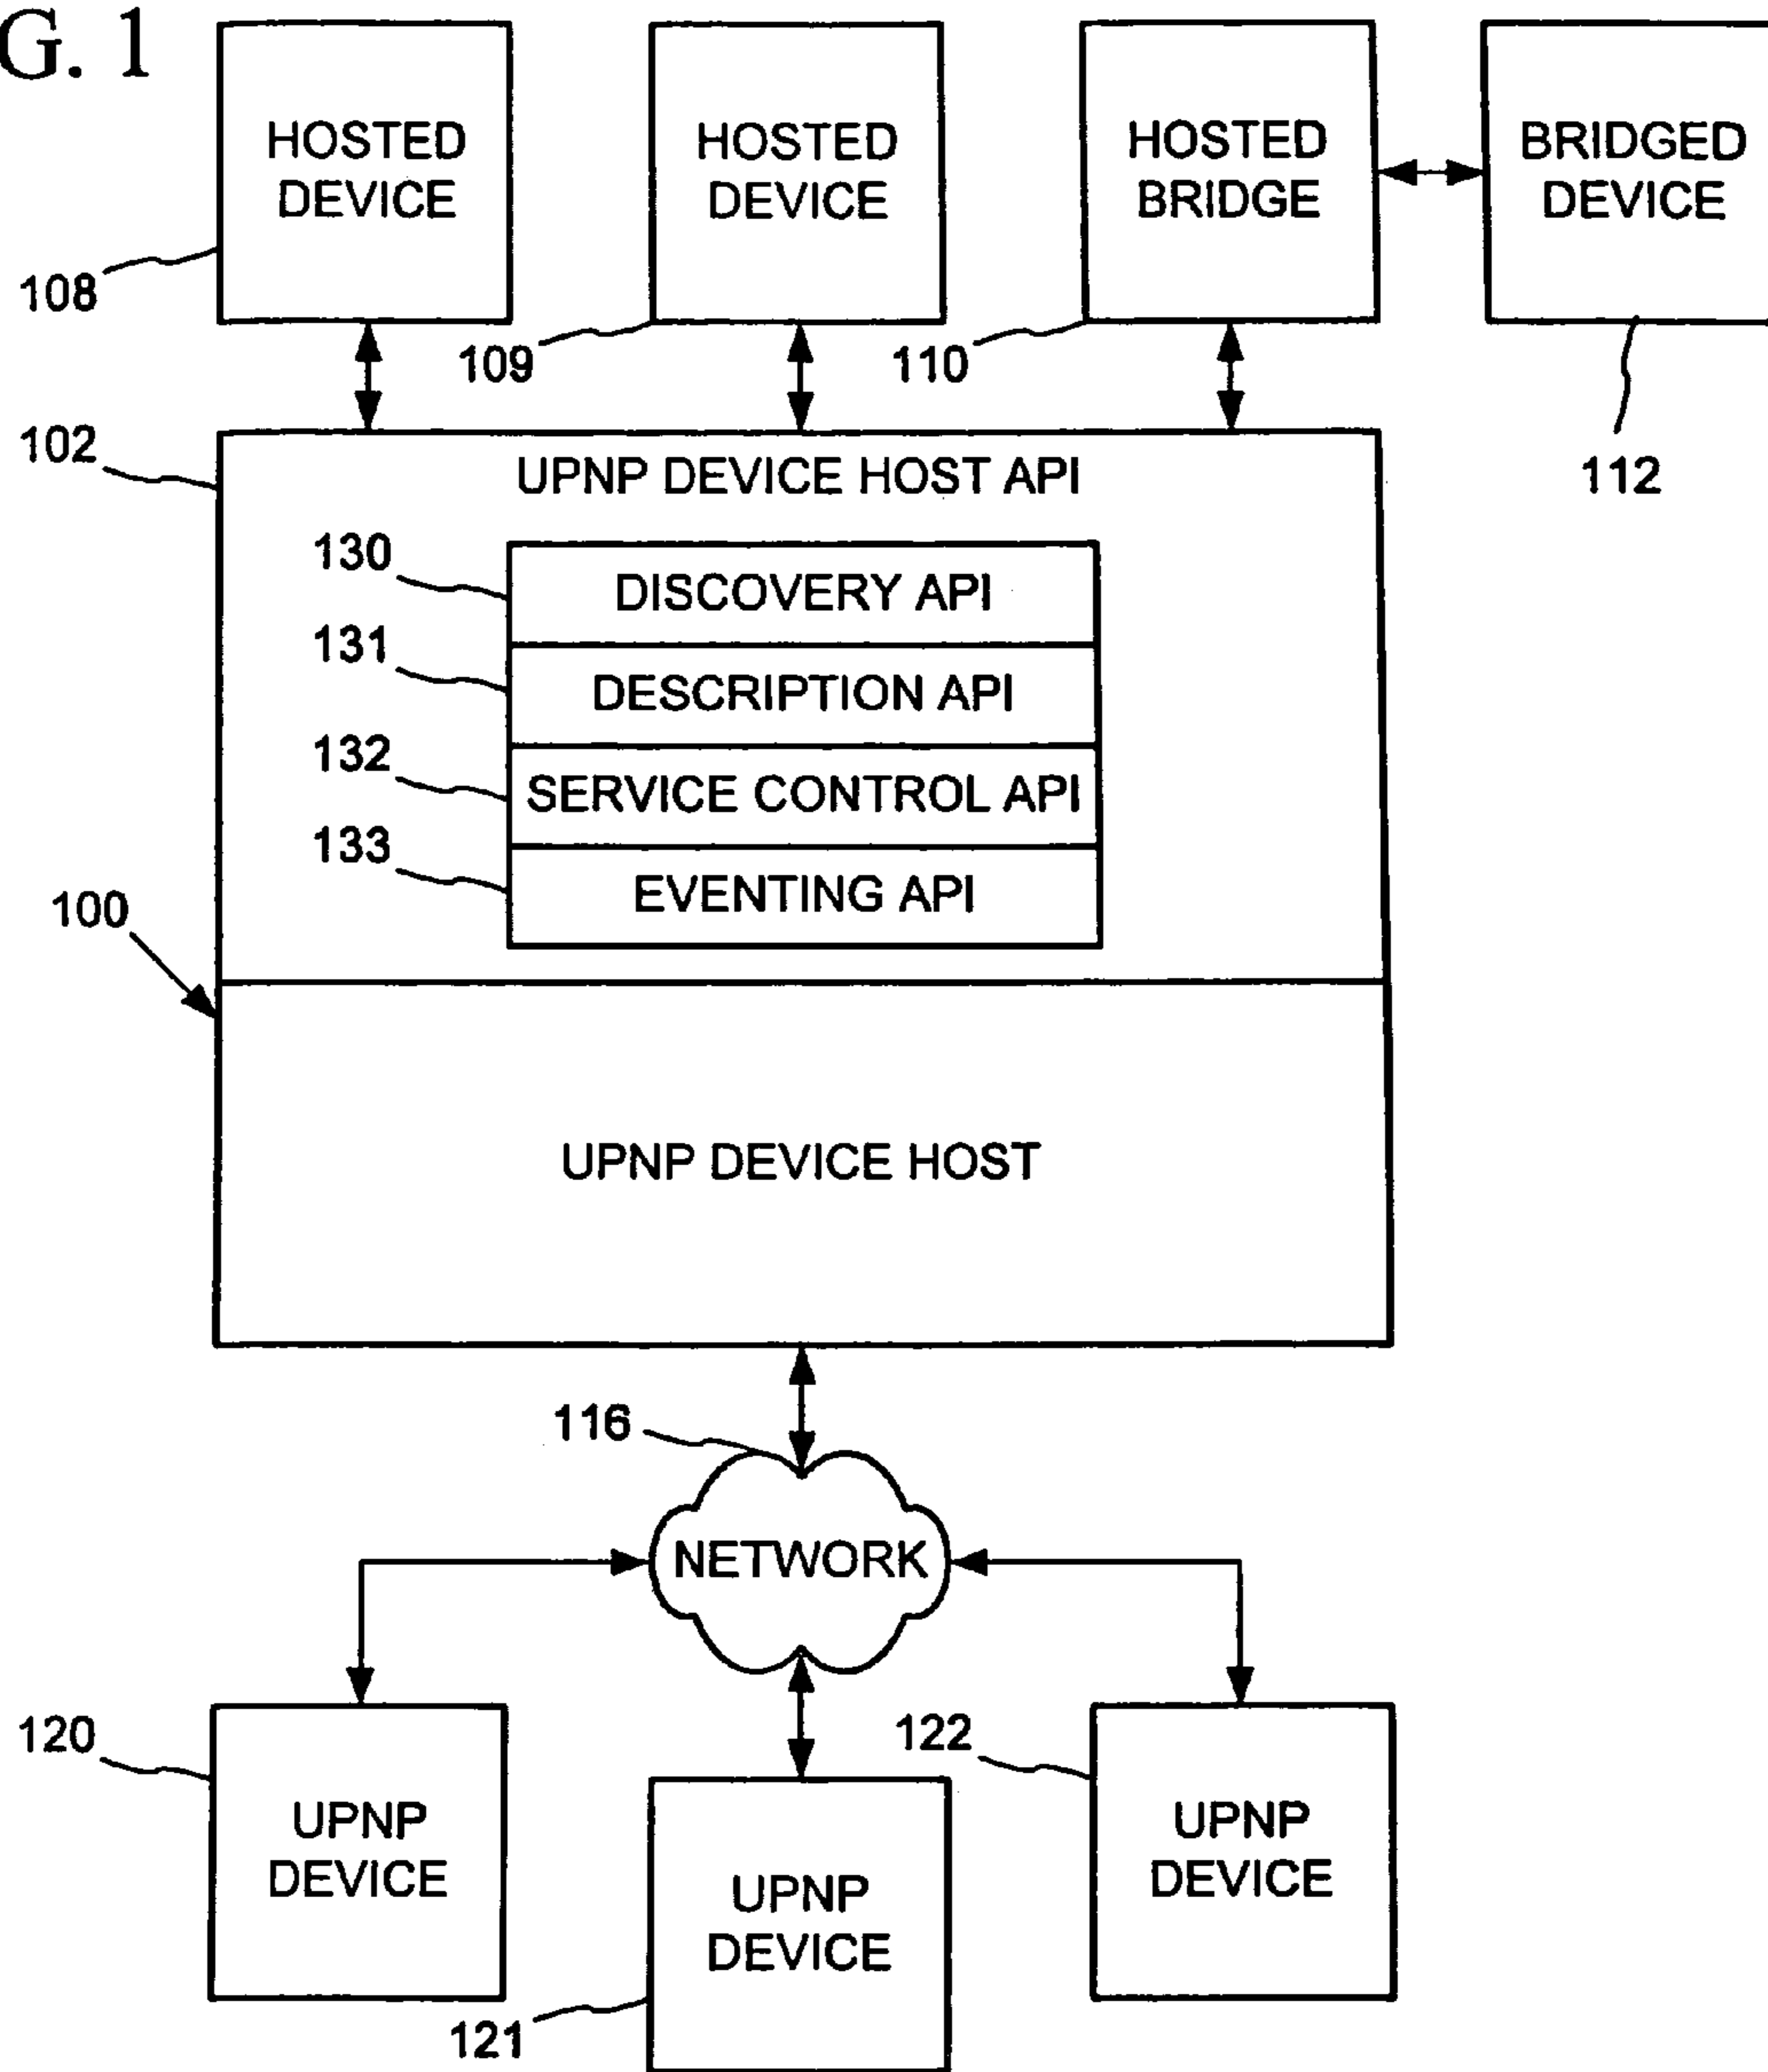 G. 1
HOSTED
DEVICE
HOSTED
DEVICE
HOSTED
BRIDGE
BRIDGED
DEVICE
108
109
110
112
102
UPNP DEVICE HOST API
130
DISCOVERY API
131
DESCRIPTION API
132
SERVICE CONTROL API
133
EVENTING API
100
UPNP DEVICE HOST
116
NETWORK
120
UPNP
DEVICE
121
UPNP
DEVICE
122
UPNP
DEVICE